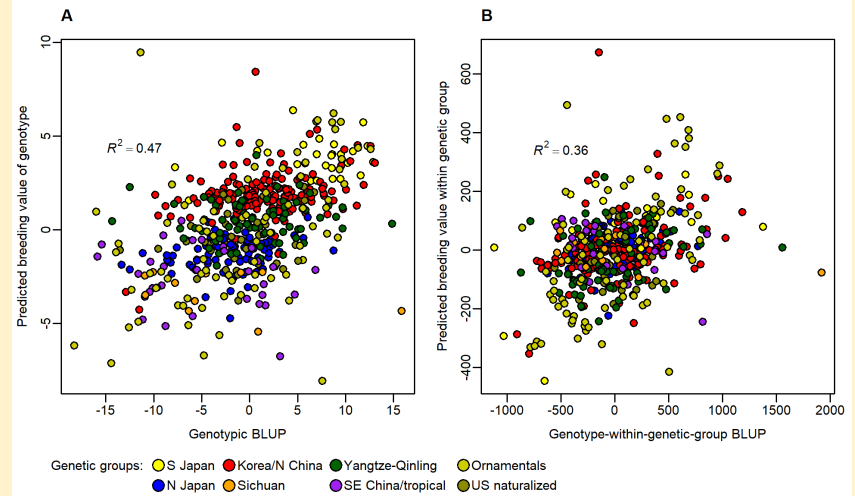 A
B
Predicted breeding value of genotype
10
5
0
-5
R² = 0.47
-15 -10 -5 0 5 10 15
Genotypic BLUP
Predicted breeding value within genetic group
600
400
200
0
-200
-400
R² = 0.36
-1000 -500 0 500 1000 1500 2000
Genotype-within-genetic-group BLUP
Genetic groups: S Japan Korea/N China Yangtze-Qinling Ornamentals
N Japan Sichuan SE China/tropical US naturalized